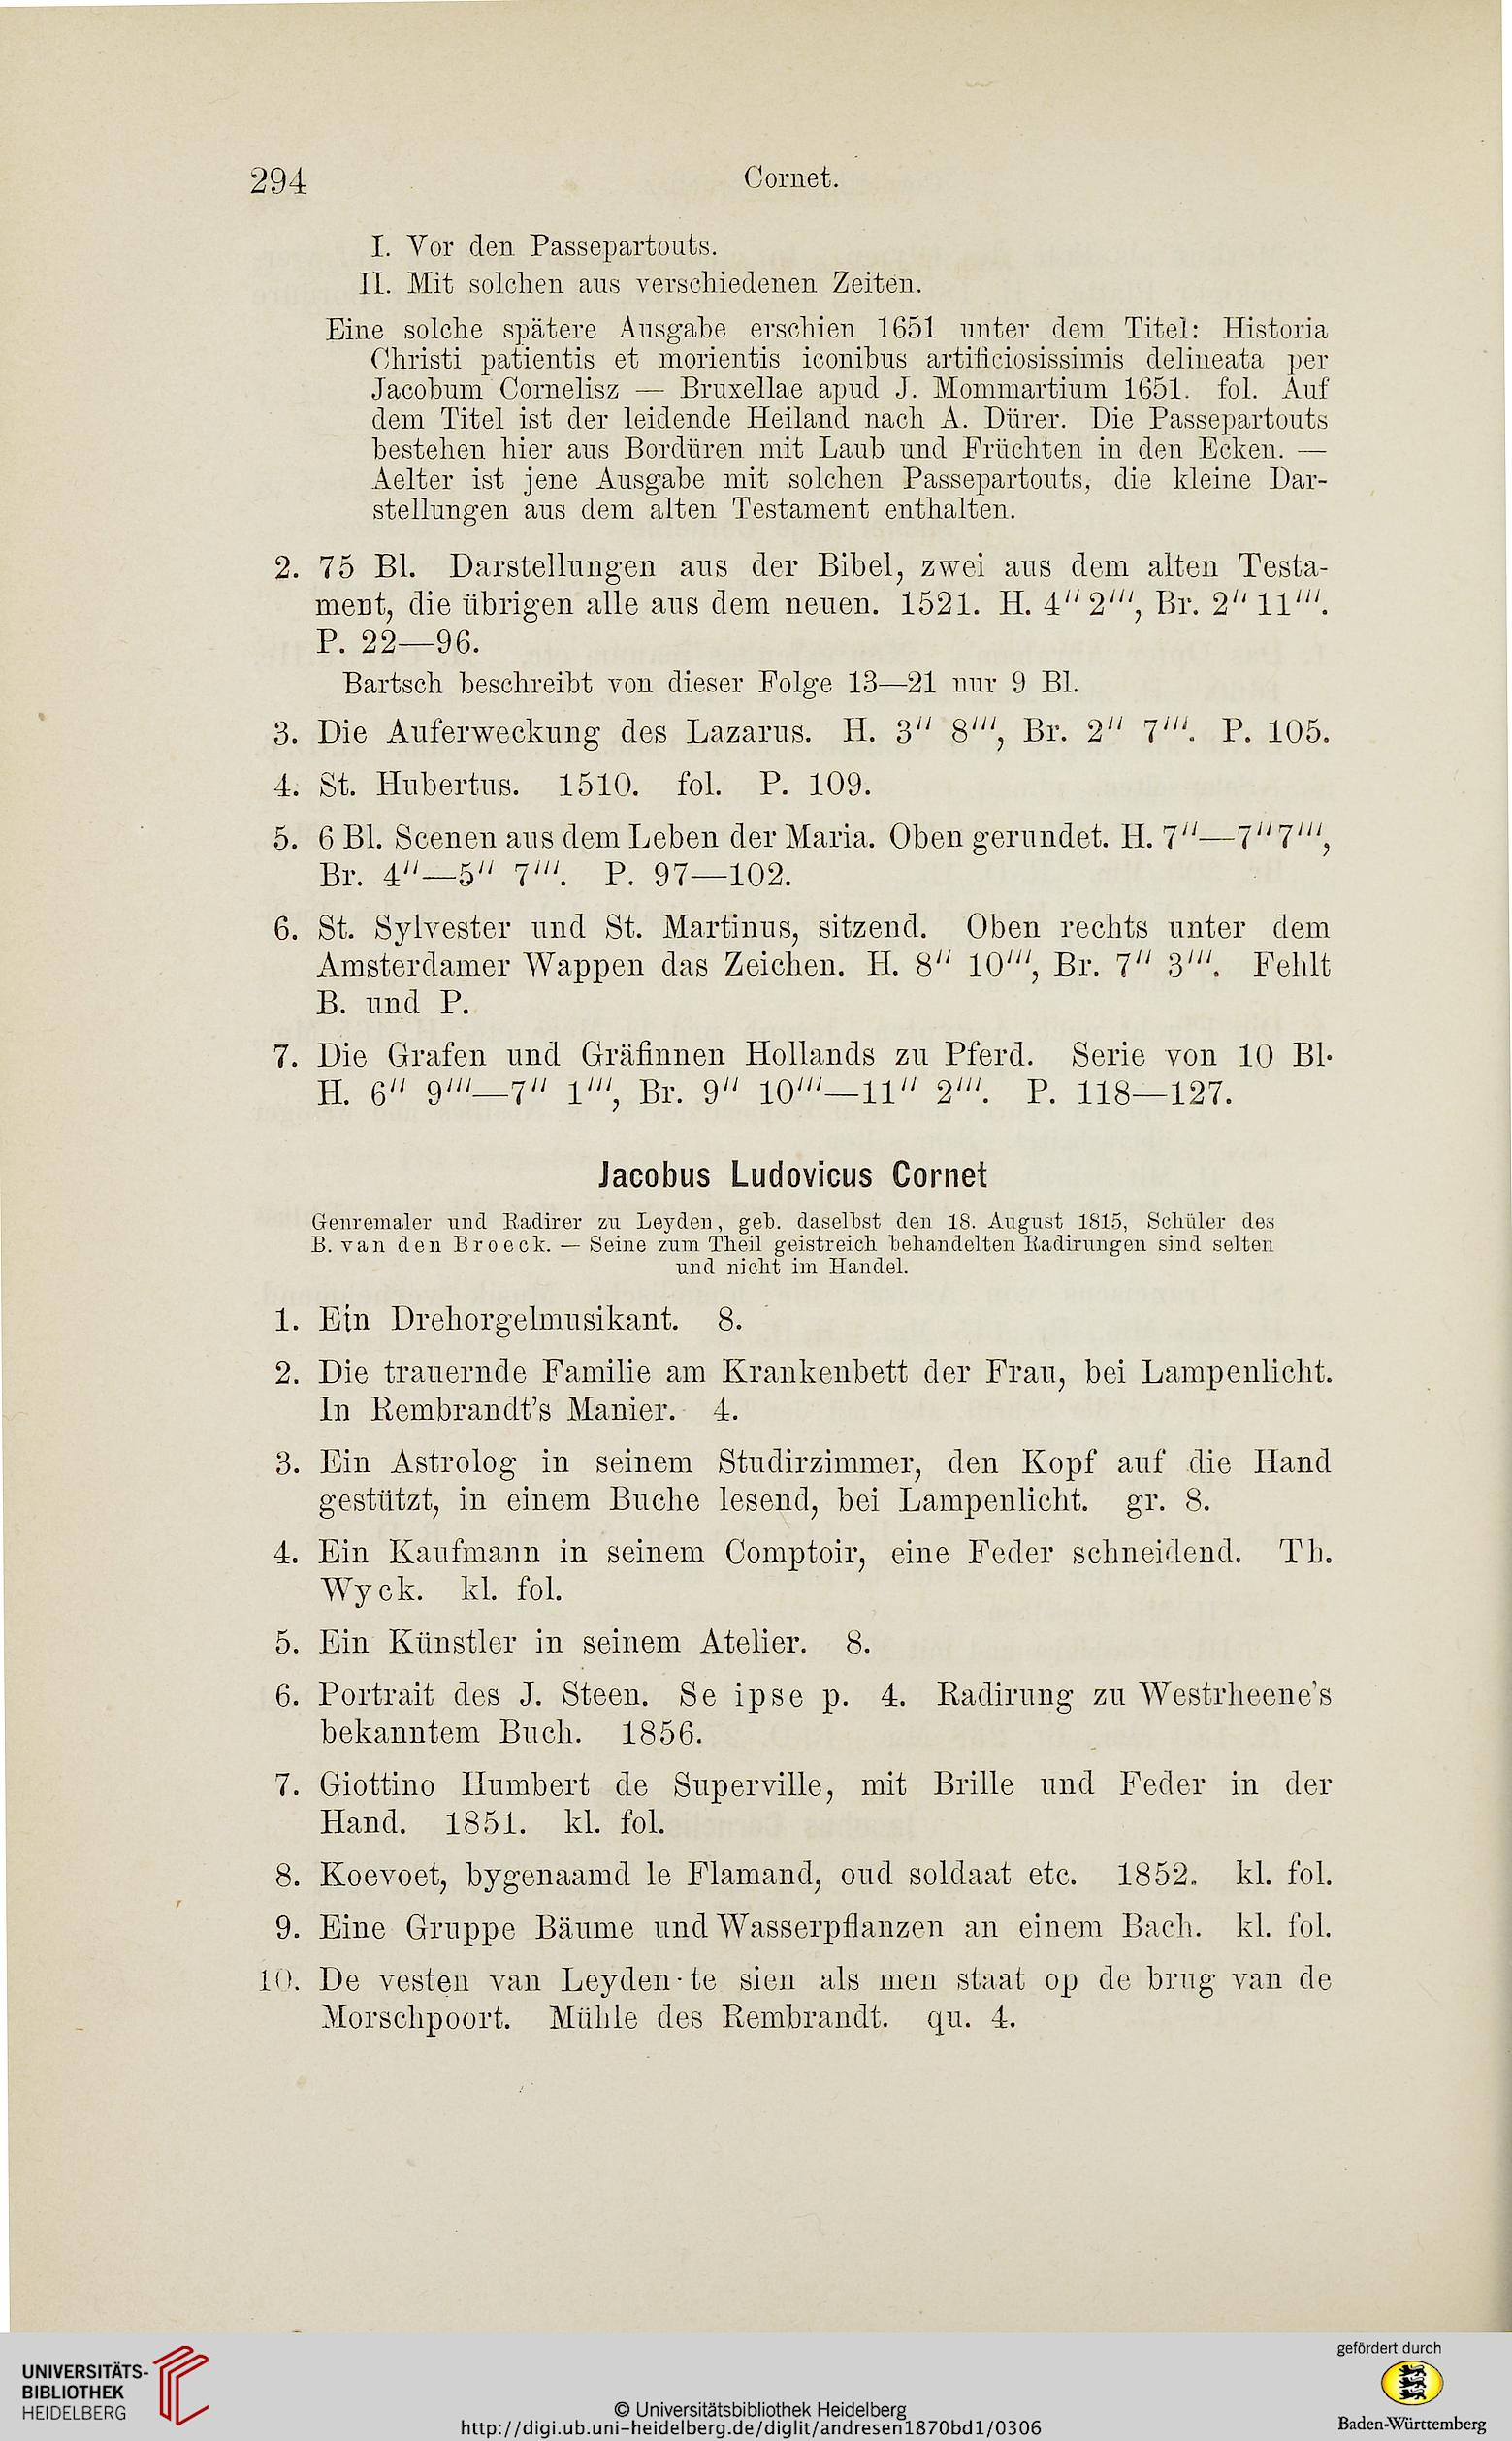 294
Cornet.
I. Vor den Passepartouts.
II. Mit solchen aus verschiedenen Zeiten.
Eine solche spätere Ausgabe erschien 1651 unter dem Titel: Historia
Christi patientis et morientis iconibus artificiosissimis delineata per
Jacobum Cornelisz — Bruxellae apud J. Mommartium 1651. fol. Auf
dem Titel ist der leidende Heiland nach A. Dürer. Die Passepartouts
bestehen hier aus Bordüren mit Laub und Früchten in den Ecken. —
Aelter ist jene Ausgabe mit solchen Passepartouts, die kleine Dar-
stellungen aus dem alten Testament enthalten.
2. 75 Bl. Darstellungen aus der Bibel, zwei aus dem alten Testa-
ment, die übrigen alle aus dem neuen. 1521. H. 4" 2"', Br. 2" 11"'.
P. 22—96.
Bartsch beschreibt von dieser Folge 13—21 nur 9 Bl.
3. Die Auferweckung des Lazarus. H. 3" 8"', Br. 2" 7"'. P. 105.
4. St. Hubertus. 1510. fol. P. 109.
5. 6 Bl. Scenen aus dem Leben der Maria. Oben gerundet. H. 7"—7" 7"',
Br. 4"—5" 7"'. P. 97—102.
6. St. Sylvester und St. Martinus, sitzend. Oben rechts unter dem
Amsterdamer Wappen das Zeichen. H. 8" 10"', Br. 7" 3"'. Fehlt
B. und P.
7. Die Grafen und Gräfinnen Hollands zu Pferd. Serie von 10 Bl.
H. 6" 9"'—7" 1"', Br. 9" 10"'—11" 2"'. P. 118—127.
Jacobus Ludovicus Cornet
Genremaler und Radirer zu Leyden, geb. daselbst den 18. August 1815, Schüler des
B. van den Broeck. — Seine zum Theil geistreich behandelten Radirungen sind selten
und nicht im Handel.
1. Ein Drehorgelmusikant. 8.
2. Die trauernde Familie am Krankenbett der Frau, bei Lampenlicht.
In Rembrandt's Manier. 4.
3. Ein Astrolog in seinem Studirzimmer, den Kopf auf die Hand
gestützt, in einem Buche lesend, bei Lampenlicht. gr. 8.
4. Ein Kaufmann in seinem Comptoir, eine Feder schneidend. Th.
Wyck. kl. fol.
5. Ein Künstler in seinem Atelier. 8.
6. Portrait des J. Steen. Se ipse p. 4. Radirung zu Westrheene's
bekanntem Buch. 1856.
7. Giottino Humbert de Superville, mit Brille und Feder in der
Hand. 1851. kl. fol.
8. Koevoet, bygenaamd le Flamand, oud soldaat etc. 1852. kl. fol.
9. Eine Gruppe Bäume und Wasserpflanzen an einem Bach. kl. fol.
10. De vesten van Leyden te sien als men staat op de brug van de
Morschpoort. Mühle des Rembrandt. qu. 4.
UNIVERSITÄTS-
BIBLIOTHEK
HEIDELBERG
© Universitätsbibliothek Heidelberg
http://digi.ub.uni-heidelberg.de/diglit/andresen1870bd1/0306
gefördert durch
Baden-Württemberg